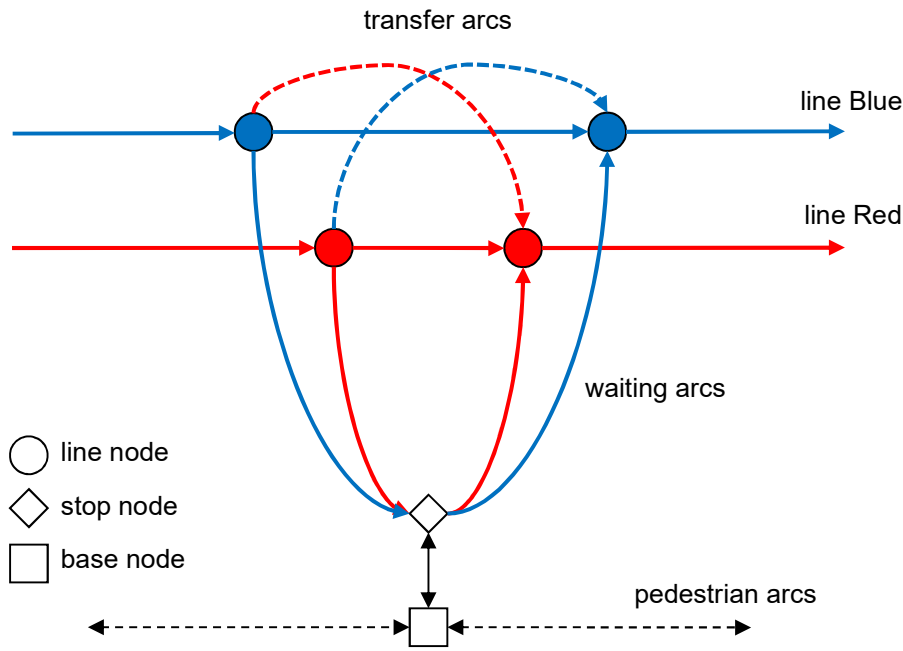 transfer arcs
line Blue
line Red
waiting arcs
line node
stop node
base node
pedestrian arcs